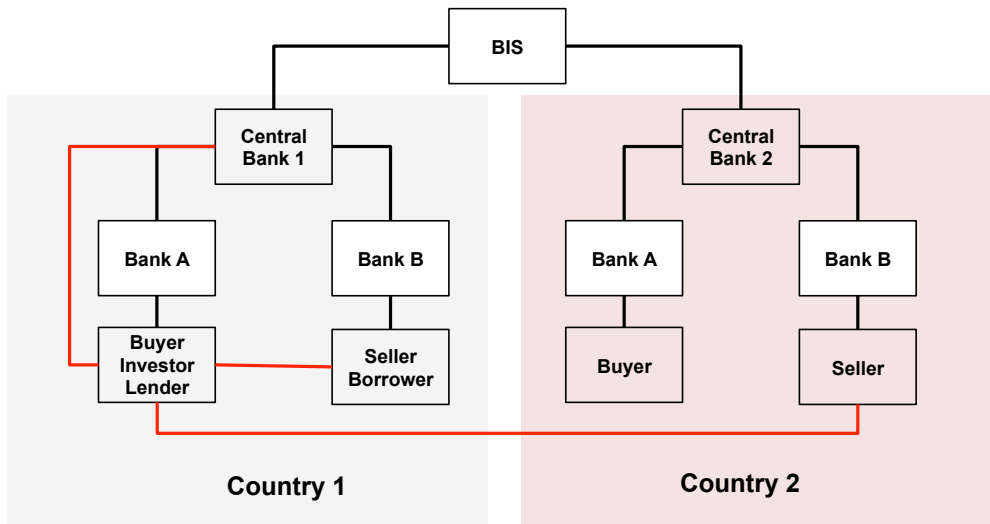 BIS
Central
Bank 1
Central
Bank 2
Bank A
Bank B
Bank A
Bank B
Buyer
Investor
Lender
Seller
Borrower
Buyer
Seller
Country 1
Country 2